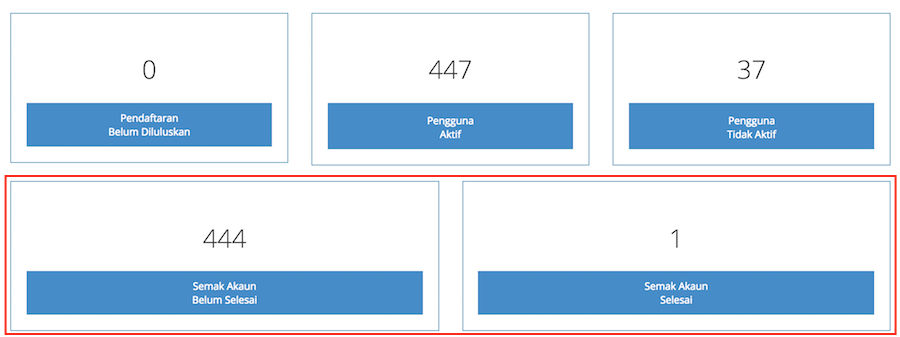 0
Pendaftaran
Belum Diluluskan
447
Pengguna
Aktif
37
Pengguna
Tidak Aktif
444
Semak Akaun
Belum Selesai
1
Semak Akaun
Selesai